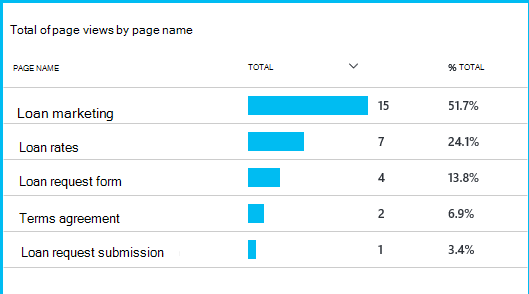 Total of page views by page name
PAGE NAME TOTAL % TOTAL
Loan marketing 15 51.7%
Loan rates 7 24.1%
Loan request form 4 13.8%
Terms agreement 2 6.9%
Loan request submission 1 3.4%